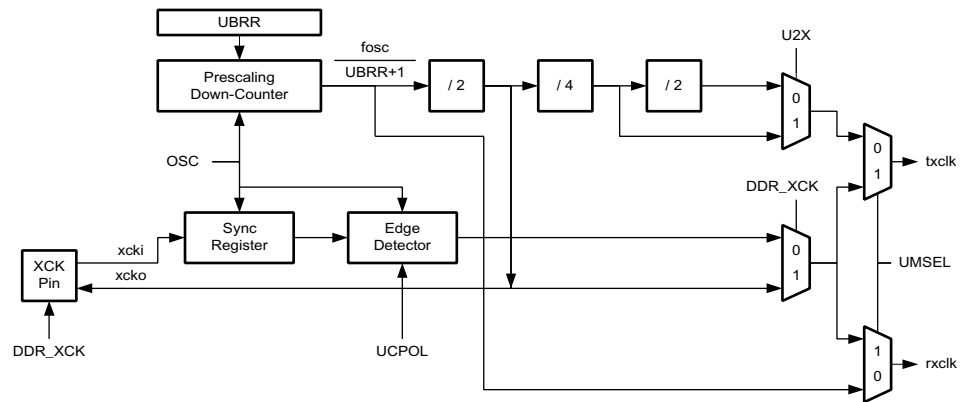 UBRR
U2X
fosc
UBRR+1
Prescaling
Down-Counter
/ 2
/ 4
/ 2
0
1
OSC
0
1
txclk
DDR_XCK
Sync
Register
Edge
Detector
xcki
0
1
XCK
Pin
xcko
UMSEL
DDR_XCK
UCPOL
1
0
rxclk